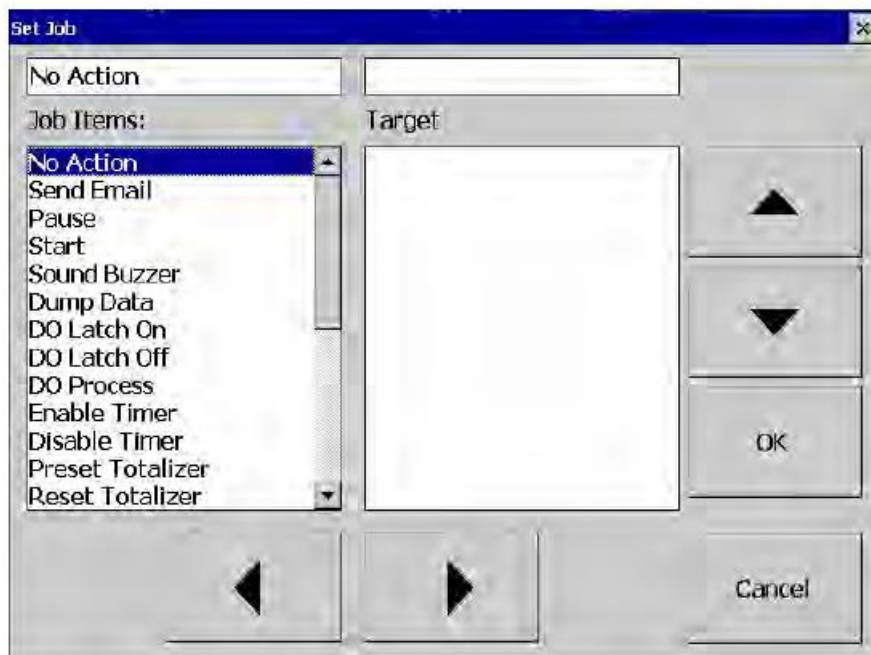 Set Job
No Action
Job Items:
Target
No Action
Send Email
Pause
Start
Sound Buzzer
Dump Data
DO Latch On
DO Latch Off
DO Process
Enable Timer
Disable Timer
Preset Totalizer
Reset Totalizer
OK
Cancel